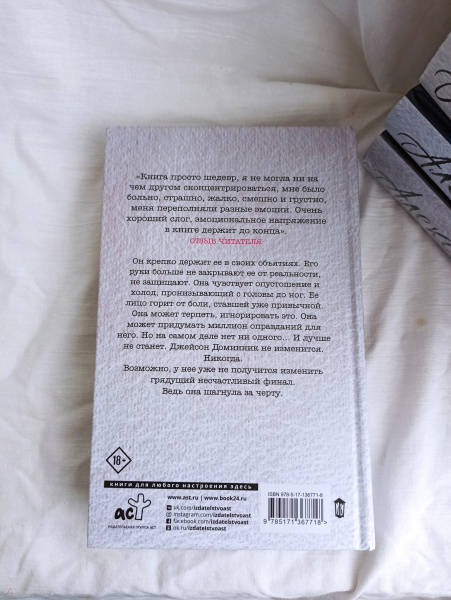 «Книга просто шедевр, я не могла ни на
чем другом сконцентрироваться, мне было
больно, страшно, жалко, смешно и грустно,
меня переполняли разные эмоции. Очень
хороший слог, эмоциональное напряжение
в книге держит до конца».
ОТЗЫВ ЧИТАТЕЛЯ
Он крепко держит ее в своих объятиях. Его
руки больше не закрывают ее от реальности,
не защищают. Она чувствует опустошение и
холод, пронизывающий с головы до ног. Ее
лицо горит от боли, ставшей уже привычной.
Она может терпеть, игнорировать это. Она
может придумать миллион оправданий для
него. Но на самом деле нет ни одного... И лучше
не станет. Джейсон Доминник не изменится.
Никогда.
Возможно, у нее уже не получится изменить
грядущий несчастливый финал.
Ведь она шагнула за черту.
18+
книги для любого настроения здесь
аст
ИЗДАТЕЛЬСКАЯ ГРУППА АСТ
www.ast.ru | www.book24.ru
vk.com/izdatelstvoast
instagram.com/izdatelstvoast
facebook.com/izdatelstvoast
ok.ru/izdatelstvoast
ISBN 978-5-17-136771-8
9 785171 367718 >